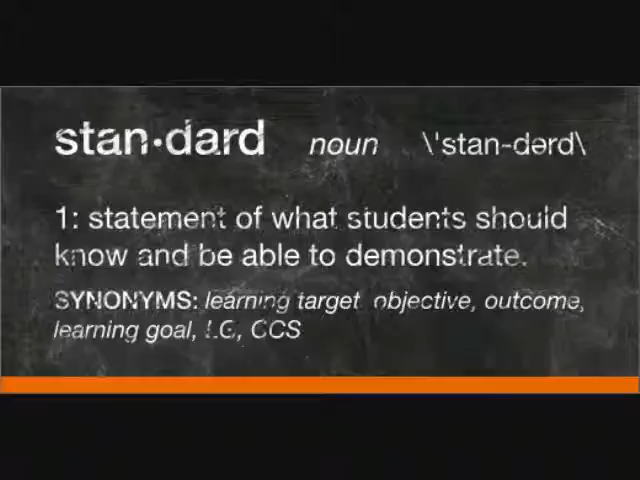 stan•dard noun \'stan-dərd\
1: statement of what students should
know and be able to demonstrate.
SYNONYMS: learning target objective, outcome,
learning goal, CCS